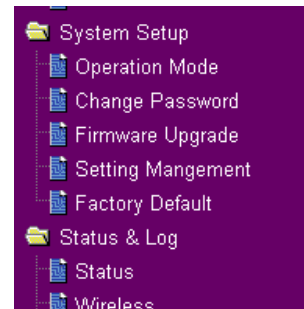 System Setup
Operation Mode
Change Password
Firmware Upgrade
Setting Mangement
Factory Default
Status & Log
Status
Wireless